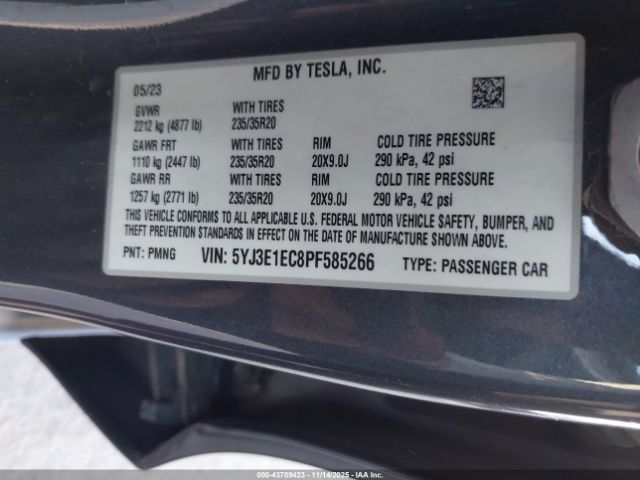 MFD BY TESLA, INC.
05/23
GVWR WITH TIRES
2212 kg (4877 lb) 235/35R20
GAWR FRT WITH TIRES RIM COLD TIRE PRESSURE
1110 kg (2447 lb) 235/35R20 20X9.0J 290 kPa, 42 psi
GAWR RR WITH TIRES RIM COLD TIRE PRESSURE
1257 kg (2771 lb) 235/35R20 20X9.0J 290 kPa, 42 psi
THIS VEHICLE CONFORMS TO ALL APPLICABLE U.S. FEDERAL MOTOR VEHICLE SAFETY, BUMPER, AND
THEFT PREVENTION STANDARDS IN EFFECT ON THE DATE OF MANUFACTURE SHOWN ABOVE.
PNT: PMNG VIN: 5YJ3E1EC8PF585266 TYPE: PASSENGER CAR
000-43709423 - 11/14/2025 - IAAI.COM